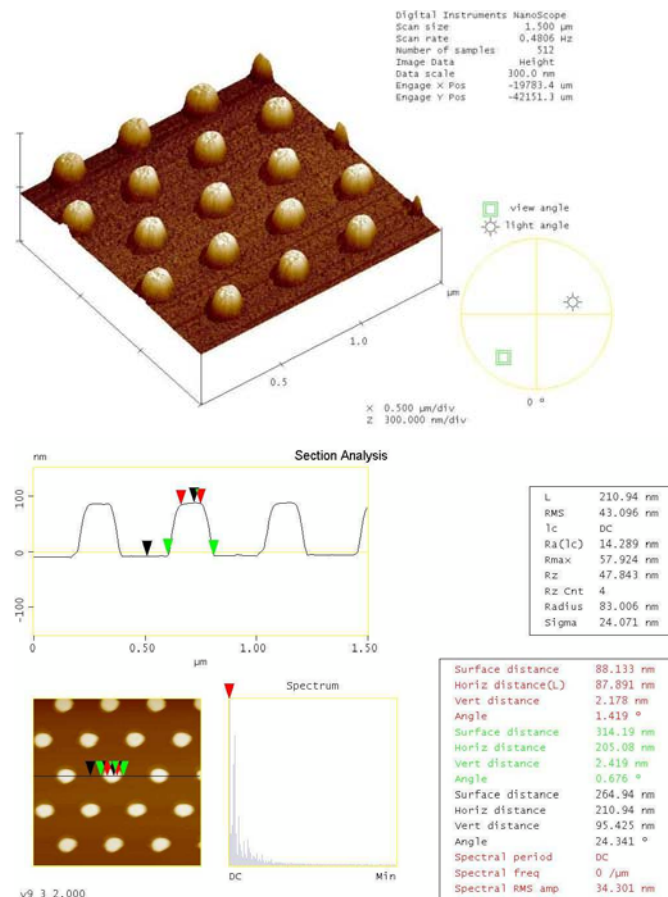 Digital Instruments NanoScope
Scan size 1.500 µm
Scan rate 0.4806 Hz
Number of samples 512
Image Data Height
Data scale 300.0 nm
Engage X Pos -19783.4 um
Engage Y Pos -42151.3 um
view angle
light angle
µm
1.0
0.5
0 º
X 0.500 µm/div
Z 300.000 nm/div
nm
Section Analysis
100
0
-100
0 0.50 1.00 1.50
µm
L 210.94 nm
RMS 43.096 nm
lc DC
Ra(lc) 14.289 nm
Rmax 57.924 nm
Rz 47.843 nm
Rz Cnt 4
Radius 83.006 nm
Sigma 24.071 nm
Spectrum
DC Min
Surface distance 88.133 nm
Horiz distance(L) 87.891 nm
Vert distance 2.178 nm
Angle 1.419 º
Surface distance 314.19 nm
Horiz distance 205.08 nm
Vert distance 2.419 nm
Angle 0.676 º
Surface distance 264.94 nm
Horiz distance 210.94 nm
Vert distance 95.425 nm
Angle 24.341 º
Spectral period DC
Spectral freq 0 /µm
Spectral RMS amp 34.301 nm